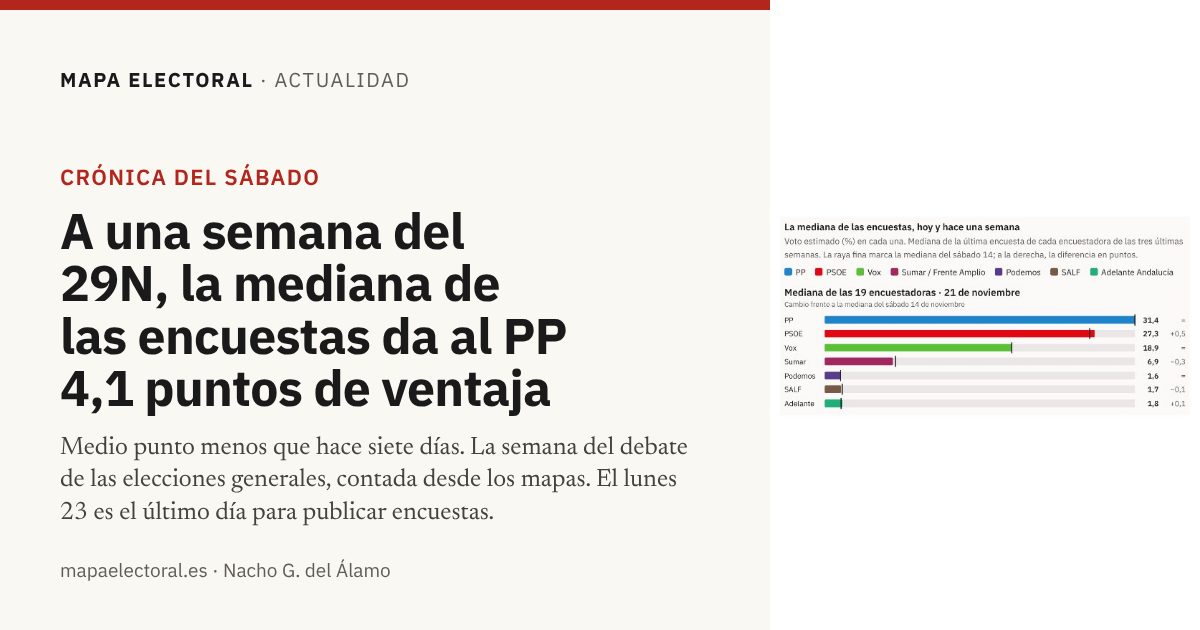 MAPA ELECTORAL · ACTUALIDAD
CRÓNICA DEL SÁBADO
A una semana del
29N, la mediana de
las encuestas da al PP
4,1 puntos de ventaja
Medio punto menos que hace siete días. La semana del debate
de las elecciones generales, contada desde los mapas. El lunes
23 es el último día para publicar encuestas.
mapaelectoral.es · Nacho G. del Álamo
La mediana de las encuestas, hoy y hace una semana
Voto estimado (%) en cada una. Mediana de la última encuesta de cada encuestadora de las tres últimas
semanas. La raya fina marca la mediana del sábado 14; a la derecha, la diferencia en puntos.
PP PSOE Vox Sumar / Frente Amplio Podemos SALF Adelante Andalucía
Mediana de las 19 encuestadoras · 21 de noviembre
Cambio frente a la mediana del sábado 14 de noviembre
PP 31,4 =
PSOE 27,3 +0,5
Vox 18,9 =
Sumar 6,9 −0,3
Podemos 1,6 =
SALF 1,7 −0,1
Adelante 1,8 +0,1